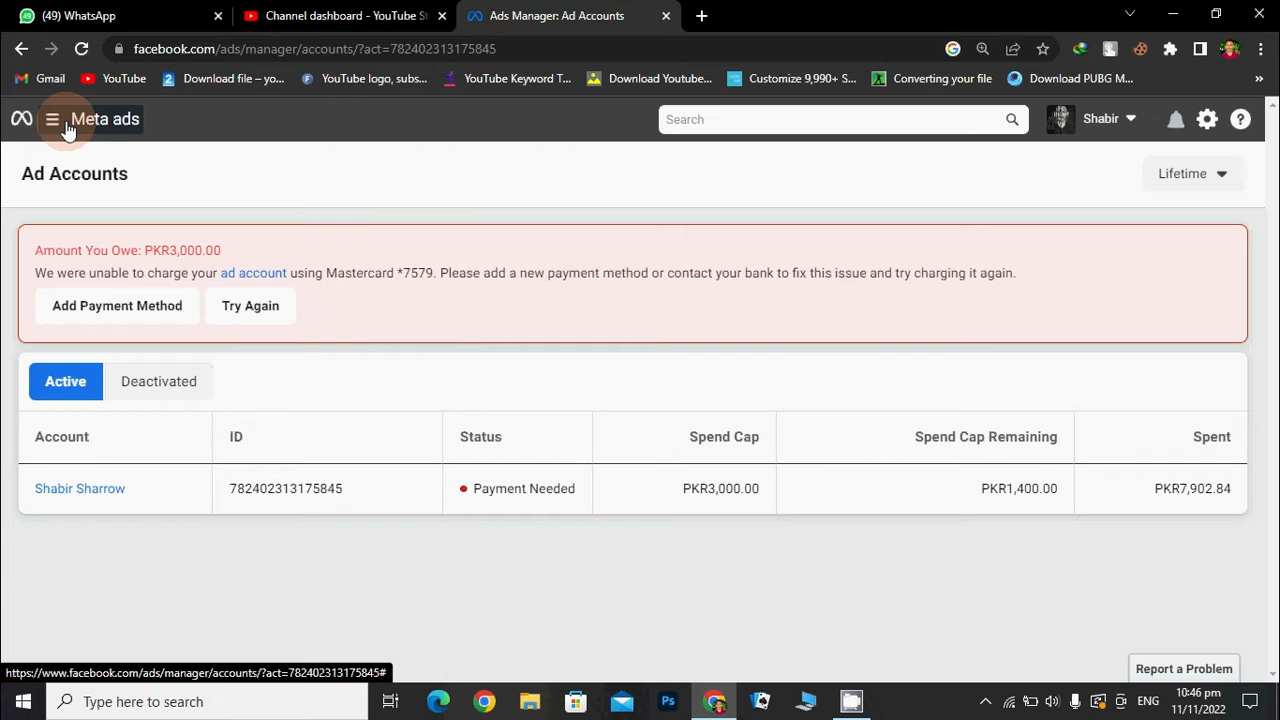 (49) WhatsApp
Channel dashboard - YouTube St
Ads Manager: Ad Accounts
facebook.com/ads/manager/accounts/?act=782402313175845
Gmail
YouTube
Download file – yo...
YouTube logo, subs...
YouTube Keyword T...
Download Youtube...
Customize 9,990+ S...
Converting your file
Download PUBG M...
»
Meta ads
Search
Shabir
Ad Accounts
Lifetime
Amount You Owe: PKR3,000.00
We were unable to charge your ad account using Mastercard *7579. Please add a new payment method or contact your bank to fix this issue and try charging it again.
Add Payment Method
Try Again
Active
Deactivated
Account ID Status Spend Cap Spend Cap Remaining Spent
Shabir Sharrow 782402313175845 Payment Needed PKR3,000.00 PKR1,400.00 PKR7,902.84
https://www.facebook.com/ads/manager/accounts/?act=782402313175845#
Report a Problem
Type here to search
Ps
ENG
10:46 pm
11/11/2022